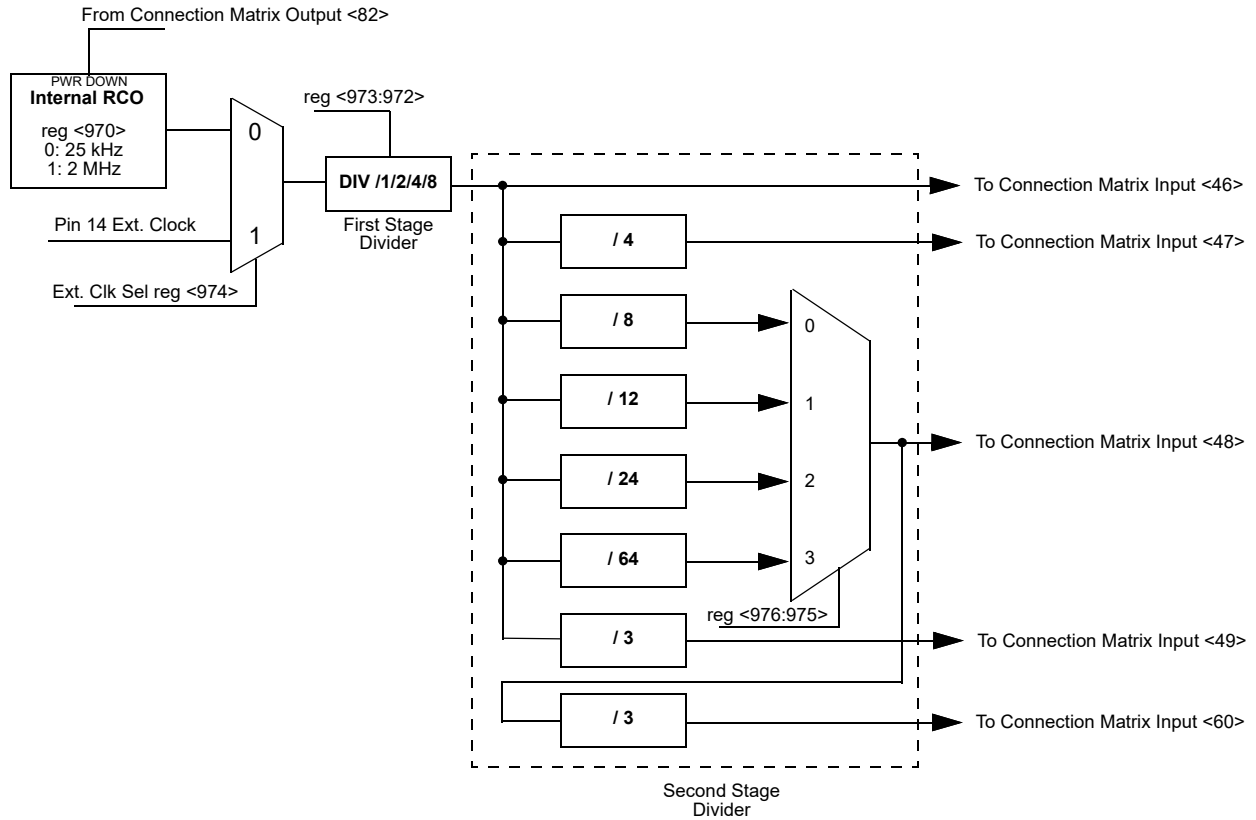 From Connection Matrix Output <82>
PWR DOWN
Internal RCO
reg <970>
0: 25 kHz
1: 2 MHz
0
1
Pin 14 Ext. Clock
Ext. Clk Sel reg <974>
reg <973:972>
DIV /1/2/4/8
First Stage
Divider
To Connection Matrix Input <46>
/ 4
To Connection Matrix Input <47>
/ 8
0
/ 12
1
To Connection Matrix Input <48>
/ 24
2
/ 64
3
reg <976:975>
/ 3
To Connection Matrix Input <49>
/ 3
To Connection Matrix Input <60>
Second Stage
Divider